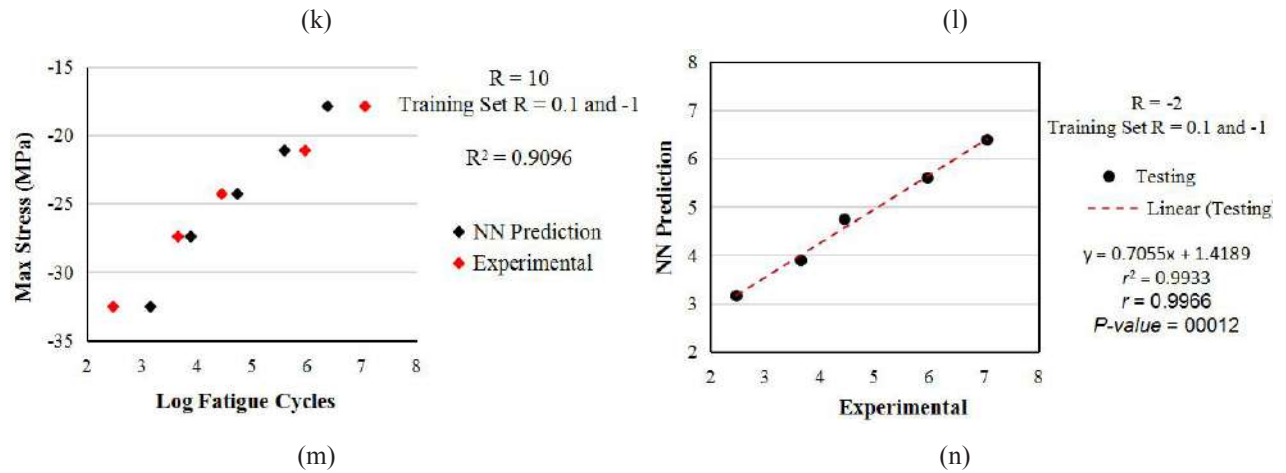 (k)
(l)
-15
-20
-25
-30
-35
Max Stress (MPa)
2 3 4 5 6 7 8
Log Fatigue Cycles
R = 10
Training Set R = 0.1 and -1
R² = 0.9096
NN Prediction
Experimental
8
7
6
5
4
3
2
NN Prediction
2 3 4 5 6 7 8
Experimental
R = -2
Training Set R = 0.1 and -1
Testing
Linear (Testing)
y = 0.7055x + 1.4189
r² = 0.9933
r = 0.9966
P-value = 00012
(m)
(n)